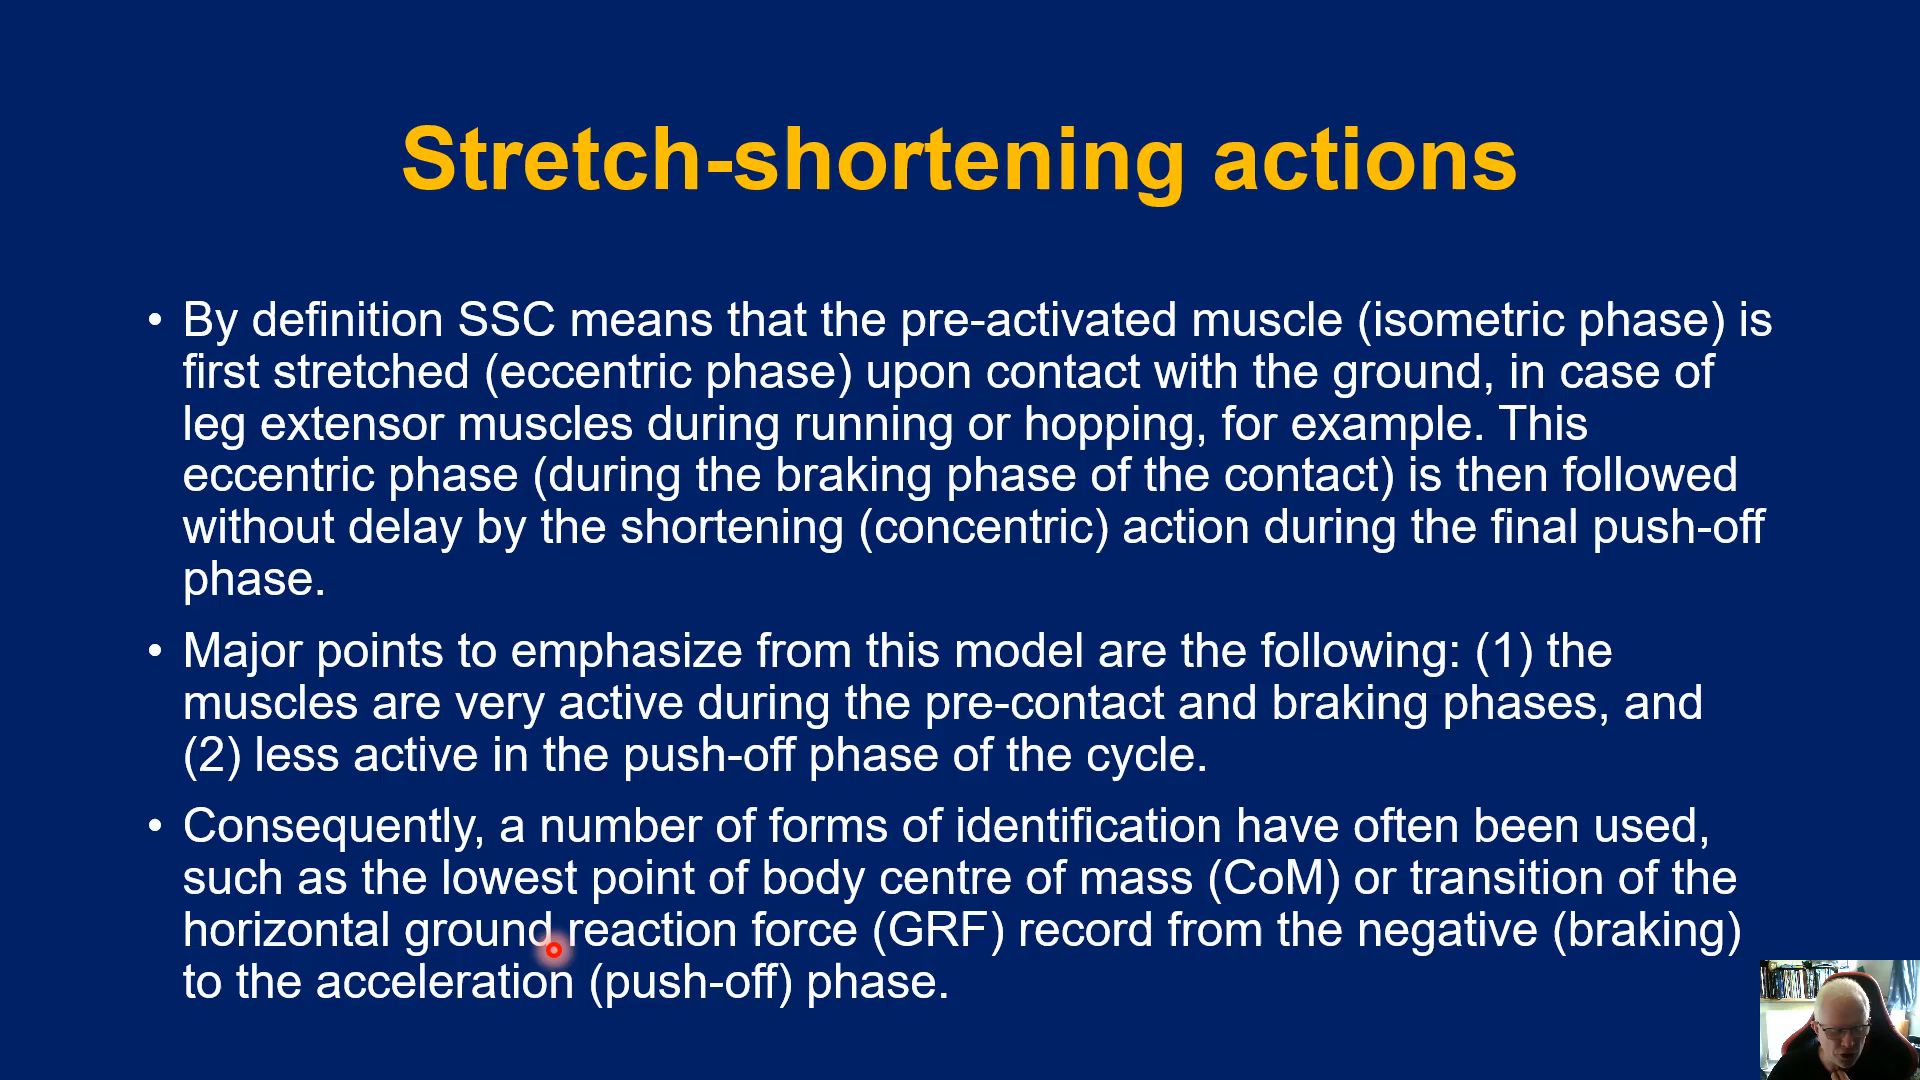 Stretch-shortening actions
• By definition SSC means that the pre-activated muscle (isometric phase) is
first stretched (eccentric phase) upon contact with the ground, in case of
leg extensor muscles during running or hopping, for example. This
eccentric phase (during the braking phase of the contact) is then followed
without delay by the shortening (concentric) action during the final push-off
phase.
• Major points to emphasize from this model are the following: (1) the
muscles are very active during the pre-contact and braking phases, and
(2) less active in the push-off phase of the cycle.
• Consequently, a number of forms of identification have often been used,
such as the lowest point of body centre of mass (CoM) or transition of the
horizontal ground reaction force (GRF) record from the negative (braking)
to the acceleration (push-off) phase.